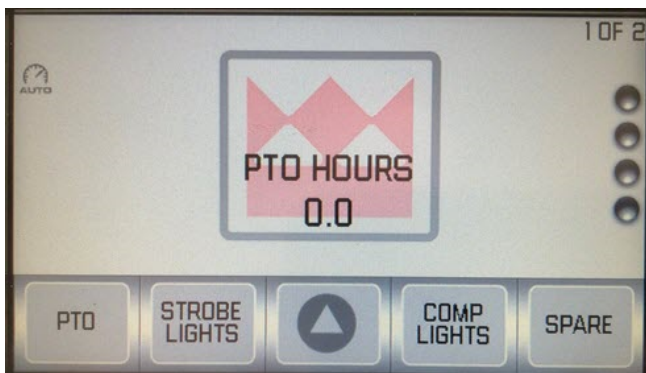 1 OF 2
AUTO
PTO HOURS
0.0
PTO
STROBE
LIGHTS
COMP
LIGHTS
SPARE